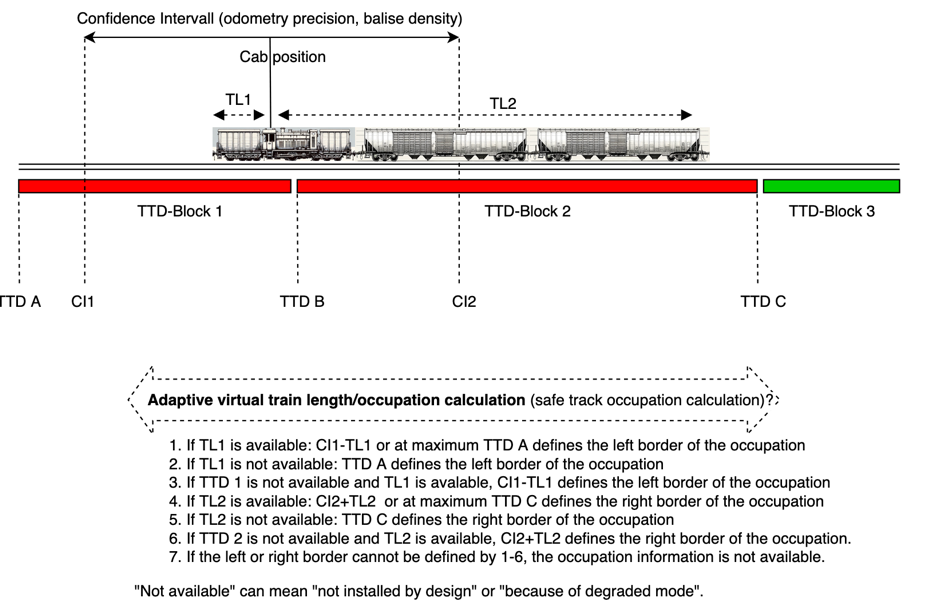 Confidence Intervall (odometry precision, balise density)
Cab position
TL1
TL2
TTD-Block 1
TTD-Block 2
TTD-Block 3
TTD A
CI1
TTD B
CI2
TTD C
Adaptive virtual train length/occupation calculation (safe track occupation calculation)?
1. If TL1 is available: CI1-TL1 or at maximum TTD A defines the left border of the occupation
2. If TL1 is not available: TTD A defines the left border of the occupation
3. If TTD 1 is not available and TL1 is avalable, CI1-TL1 defines the left border of the occupation
4. If TL2 is available: CI2+TL2 or at maximum TTD C defines the right border of the occupation
5. If TL2 is not available: TTD C defines the right border of the occupation
6. If TTD 2 is not available and TL2 is available, CI2+TL2 defines the right border of the occupation.
7. If the left or right border cannot be defined by 1-6, the occupation information is not available.
"Not available" can mean "not installed by design" or "because of degraded mode".